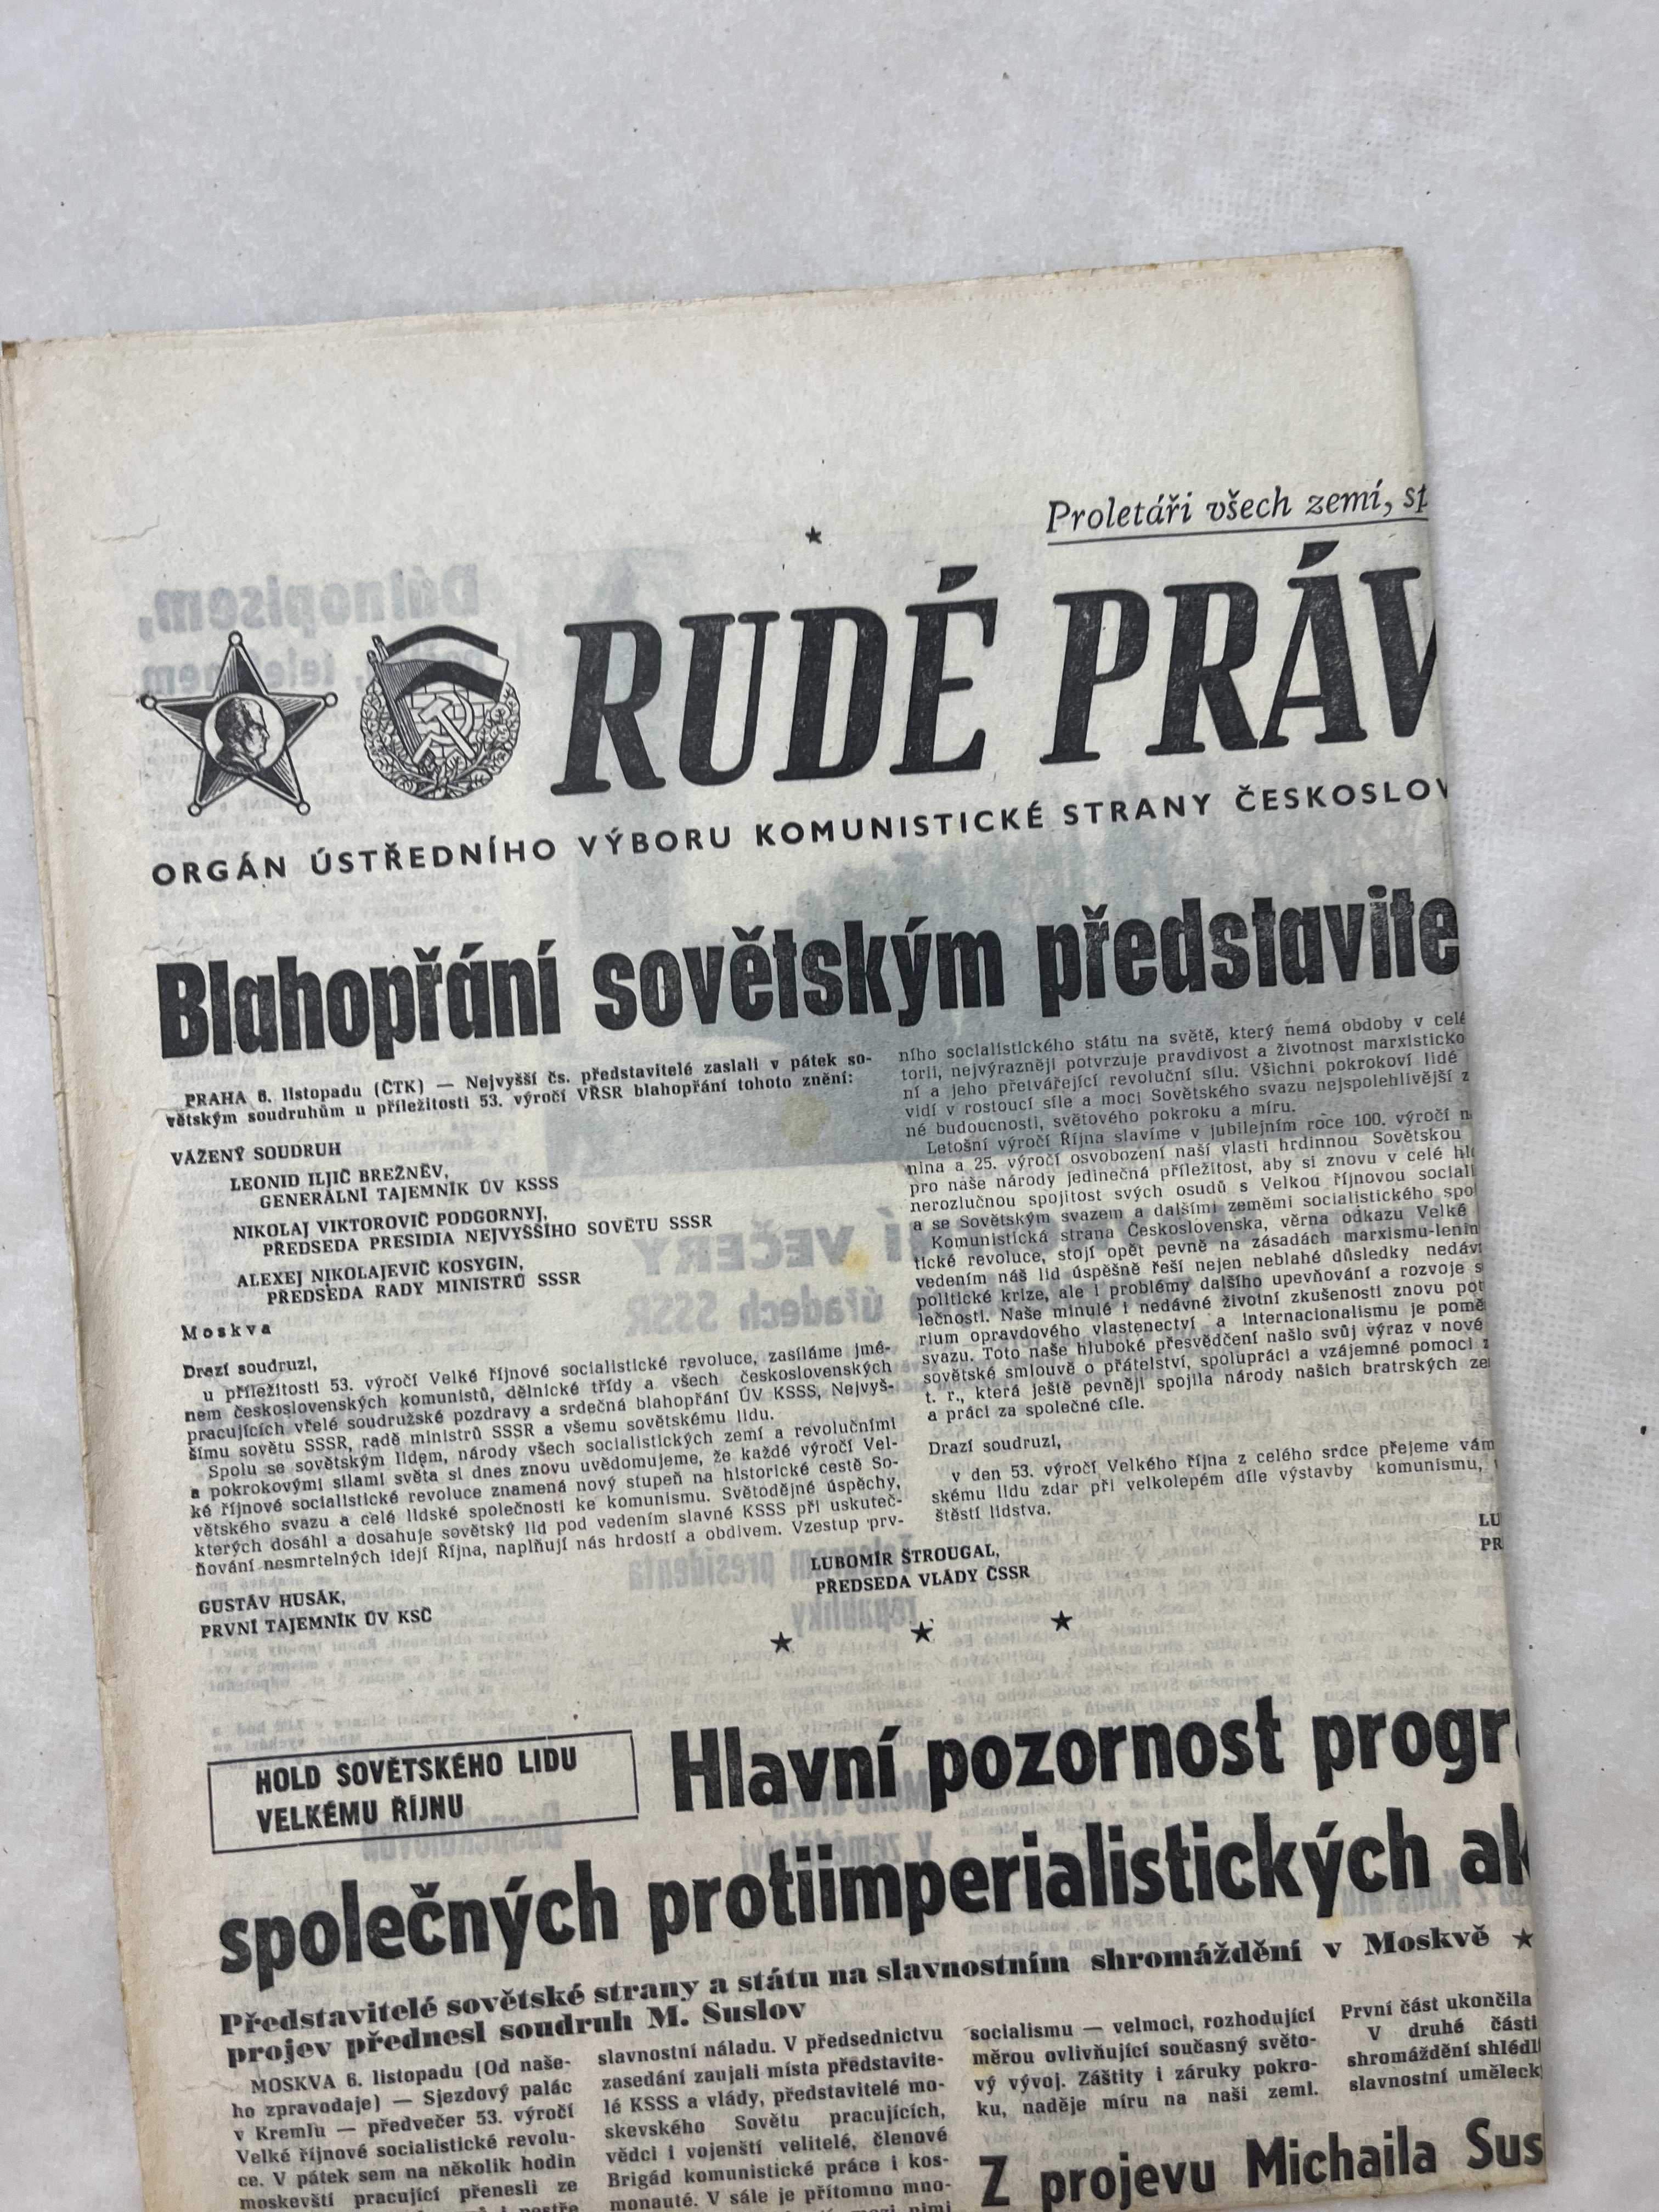 Proletáři všech zemí,
RUDÉ PRÁV
ORGÁN ÚSTŘEDNÍHO VÝBORU KOMUNISTICKÉ STRANY ČESKOSLOV
Blahopřání sovětským představite
PRAHA 6. listopadu (ČTK) — Nejvyšší čs. představitelé zaslali v pátek so-
větským soudruhům u příležitosti 53. výročí VŘSR blahopřání tohoto znění:
VÁŽENÝ SOUDRUH
LEONID ILJIČ BREŽNĚV,
GENERÁLNÍ TAJEMNÍK ÚV KSSS
NIKOLAJ VIKTOROVIČ PODGORNYJ,
PŘEDSEDA PRESIDIA NEJVYŠŠÍHO SOVĚTU SSSR
ALEXEJ NIKOLAJEVIČ KOSYGIN,
PŘEDSEDA RADY MINISTRŮ SSSR
Moskva
Drazí soudruzi,
u příležitosti 53. výročí Velké říjnové socialistické revoluce, zasíláme jmé-
nem československých komunistů, dělnické třídy a všech československých
pracujících vřelé soudružské pozdravy a srdečná blahopřání ÚV KSSS, Nejvyš-
šímu sovětu SSSR, radě ministrů SSSR a všemu sovětskému lidu.
Spolu se sovětským lidem, národy všech socialistických zemí a revolučními
a pokrokovými silami světa si dnes znovu uvědomujeme, že každé výročí Vel-
ké říjnové socialistické revoluce znamená nový stupeň na historické cestě So-
větského svazu a celé lidské společnosti ke komunismu. Světodějné úspěchy,
kterých dosáhl a dosahuje sovětský lid pod vedením slavné KSSS při uskuteč-
ňování nesmrtelných idejí Října, naplňují nás hrdostí a obdivem. Vzestup prv-
ního socialistického státu na světě, který nemá obdoby v celé
torii, nejvýrazněji potvrzuje pravdivost a životnost marxisticko
ní a jeho přetvářející revoluční sílu. Všichni pokrokoví lidé
vidí v rostoucí síle a moci Sovětského svazu nejspolehlivější z
né budoucnosti, světového pokroku a míru.
Letošní výročí Října slavíme v jubilejním roce 100. výročí n
nina a 25. výročí osvobození naší vlasti hrdinnou Sovětskou
pro naše národy jedinečná příležitost, aby si znovu v celé hl
nerozlučnou spojitost svých osudů s Velkou říjnovou sociali
a se Sovětským svazem a dalšími zeměmi socialistického spo
Komunistická strana Československa, věrna odkazu Velké
tické revoluce, stojí opět pevně na zásadách marxismu-lenin
vedením náš lid úspěšně řeší nejen neblahé důsledky nedáv
politické krize, ale i problémy dalšího upevňování a rozvoje s
lečnosti. Naše minulé i nedávné životní zkušenosti znovu pot
rium opravdového vlastenectví a internacionalismu je pomě
svazu. Toto naše hluboké přesvědčení našlo svůj výraz v nové
sovětské smlouvě o přátelství, spolupráci a vzájemné pomoci z
t. r., která ještě pevněji spojila národy našich bratrských ze
a práci za společné cíle.
Drazí soudruzi,
v den 53. výročí Velkého října z celého srdce přejeme vám
skému lidu zdar při velkolepém díle výstavby komunismu,
štěstí lidstva.
GUSTÁV HUSÁK,
PRVNÍ TAJEMNÍK ÚV KSČ
LUBOMÍR ŠTROUGAL,
PŘEDSEDA VLÁDY ČSSR
LU
PR
HOLD SOVĚTSKÉHO LIDU
VELKÉMU ŘÍJNU
Hlavní pozornost progr
společných protiimperialistických ak
Představitelé sovětské strany a státu na slavnostním shromáždění v Moskvě ★
projev přednesl soudruh M. Suslov
MOSKVA 6. listopadu (Od naše-
ho zpravodaje) — Sjezdový palác
v Kremlu — předvečer 53. výročí
Velké říjnové socialistické revolu-
ce. V pátek sem na několik hodin
moskevští pracující přenesli ze
slavnostní náladu. V předsednictvu
zasedání zaujali místa představite-
lé KSSS a vlády, představitelé mo-
skevského Sovětu pracujících,
vědci i vojenští velitelé, členové
Brigád komunistické práce i kos-
monauté. V sále je přítomno mno-
socialismu — velmoci, rozhodující
měrou ovlivňující současný světo-
vý vývoj. Záštity i záruky pokro-
ku, naděje míru na naší zemi.
První část ukončila
V druhé části
shromáždění shlédl
slavnostní uměleck
Z projevu Michaila Sus